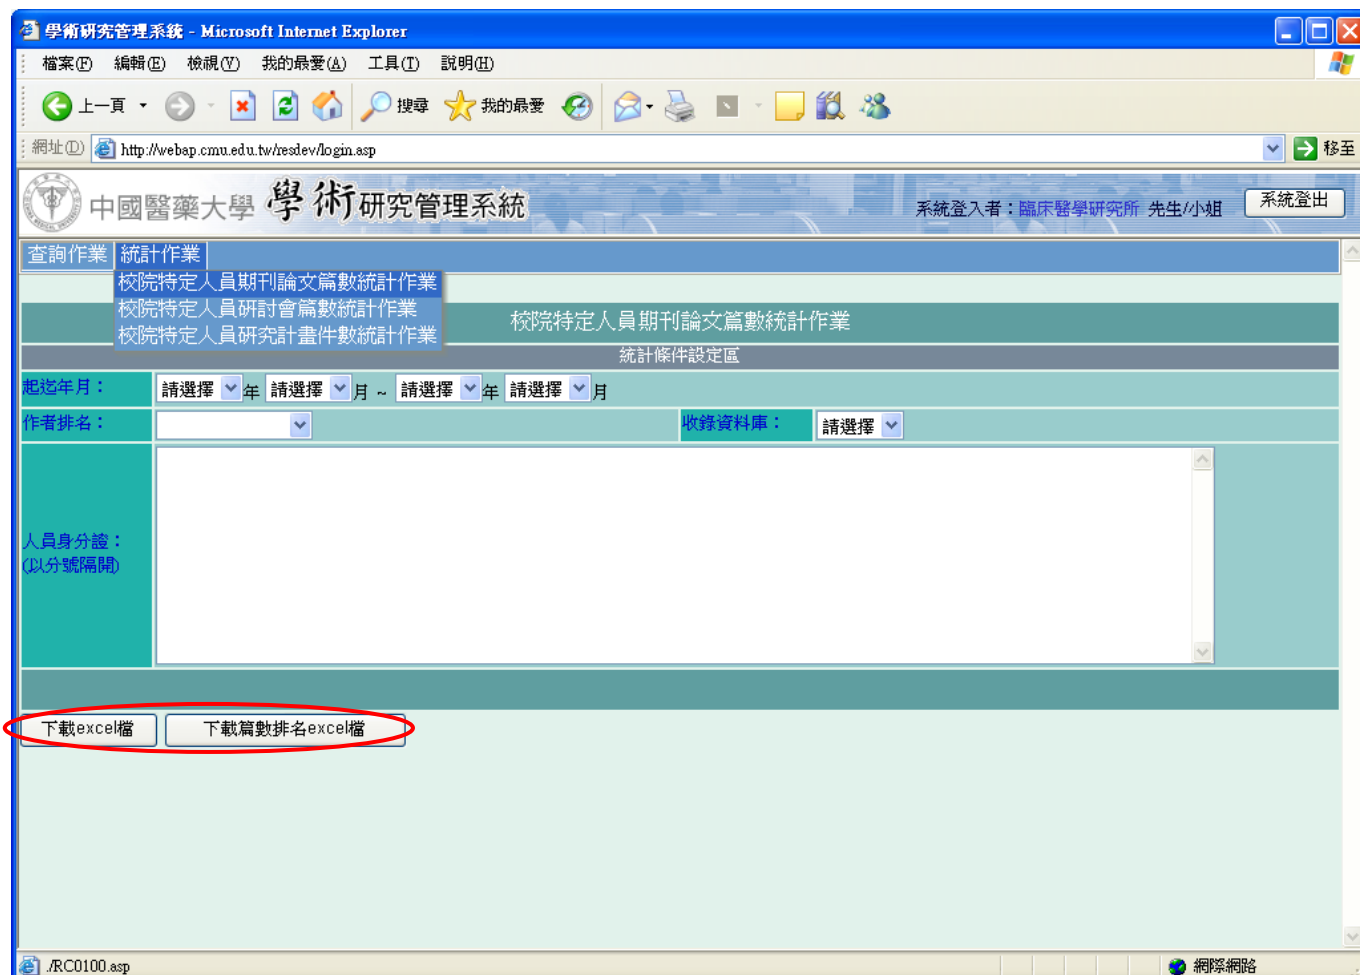 學術研究管理系統 - Microsoft Internet Explorer
檔案(F) 編輯(E) 檢視(V) 我的最愛(A) 工具(T) 說明(H)
上一頁 搜尋 我的最愛
網址(D) http://webap.cmu.edu.tw/resdev/login.asp 移至
中國醫藥大學 學術研究管理系統 系統登入者：臨床醫學研究所 先生/小姐 系統登出
查詢作業 統計作業
校院特定人員期刊論文篇數統計作業
校院特定人員研討會篇數統計作業
校院特定人員研究計畫件數統計作業
校院特定人員期刊論文篇數統計作業
統計條件設定區
起迄年月： 請選擇 年 請選擇 月 ~ 請選擇 年 請選擇 月
作者排名： 收錄資料庫： 請選擇
人員身分證：
(以分號隔開)
下載excel檔 下載篇數排名excel檔
./RC0100.asp 網際網路